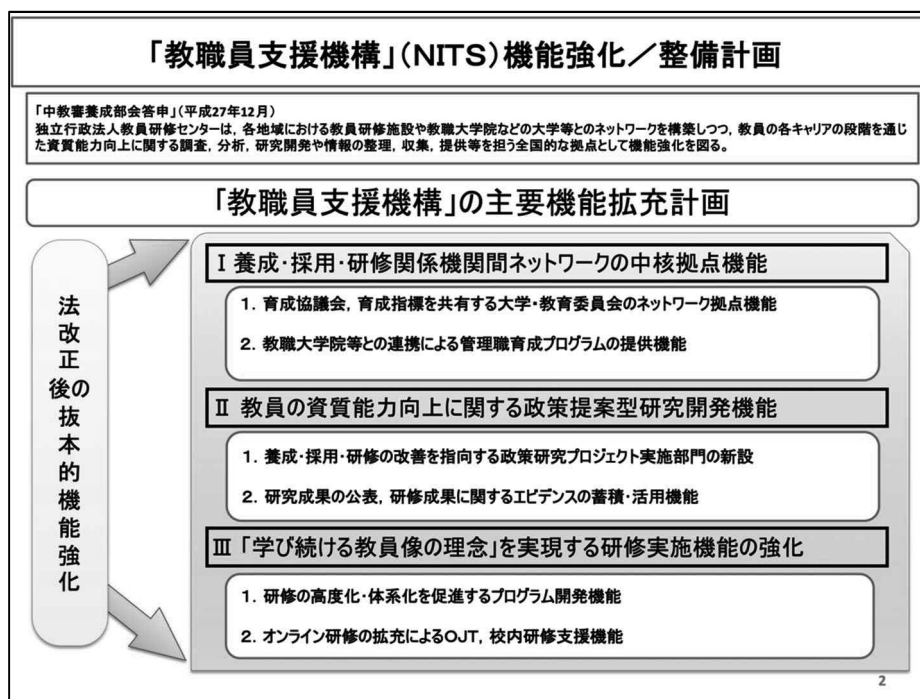 「教職員支援機構」(NITS)機能強化/整備計画
「中教審養成部会答申」(平成27年12月)
独立行政法人教員研修センターは,各地域における教員研修施設や教職大学院などの大学等とのネットワークを構築しつつ,教員の各キャリアの段階を通じ
た資質能力向上に関する調査,分析,研究開発や情報の整理,収集,提供等を担う全国的な拠点として機能強化を図る。
「教職員支援機構」の主要機能拡充計画
法改正後の抜本的機能強化
Ⅰ 養成・採用・研修関係機関間ネットワークの中核拠点機能
1. 育成協議会,育成指標を共有する大学・教育委員会のネットワーク拠点機能
2. 教職大学院等との連携による管理職育成プログラムの提供機能
Ⅱ 教員の資質能力向上に関する政策提案型研究開発機能
1. 養成・採用・研修の改善を指向する政策研究プロジェクト実施部門の新設
2. 研究成果の公表,研修成果に関するエビデンスの蓄積・活用機能
Ⅲ 「学び続ける教員像の理念」を実現する研修実施機能の強化
1. 研修の高度化・体系化を促進するプログラム開発機能
2. オンライン研修の拡充によるOJT,校内研修支援機能
2